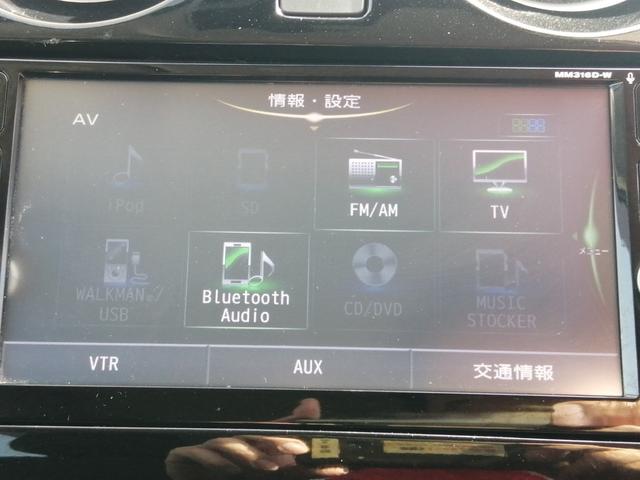 MM316D-W
情報・設定
AV
iPod
SD
FM/AM
TV
メニュー
WALKMAN®/
USB
Bluetooth
Audio
CD/DVD
MUSIC
STOCKER
VTR
AUX
交通情報